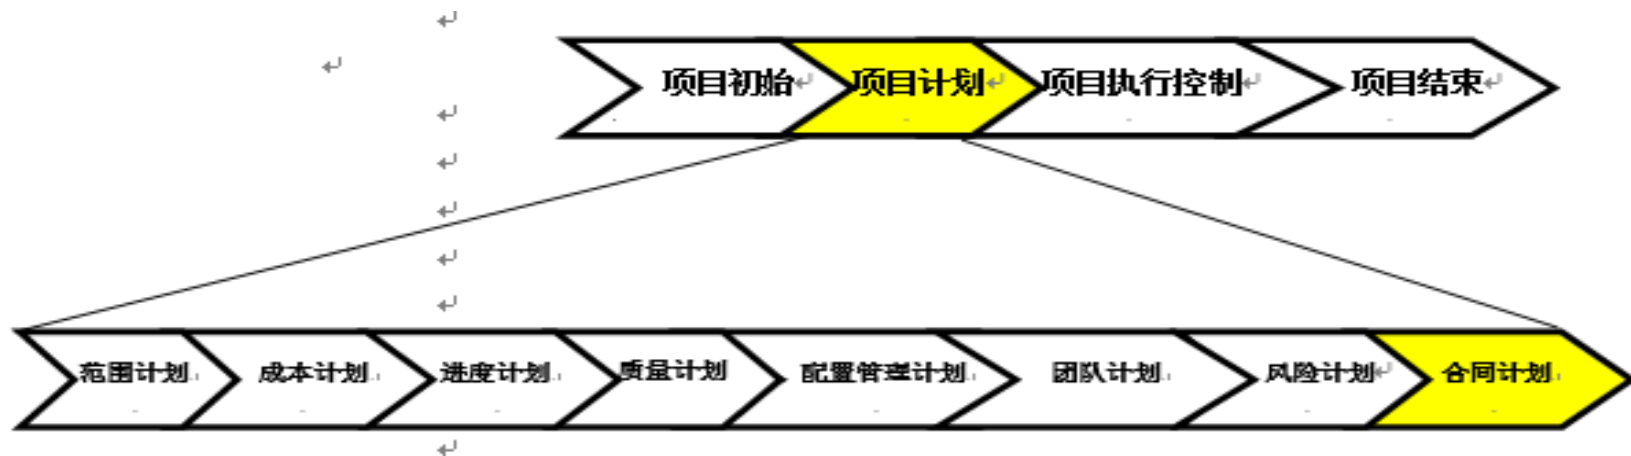 项目初始 项目计划 项目执行控制 项目结束
范围计划 成本计划 进度计划 质量计划 配置管理计划 团队计划 风险计划 合同计划